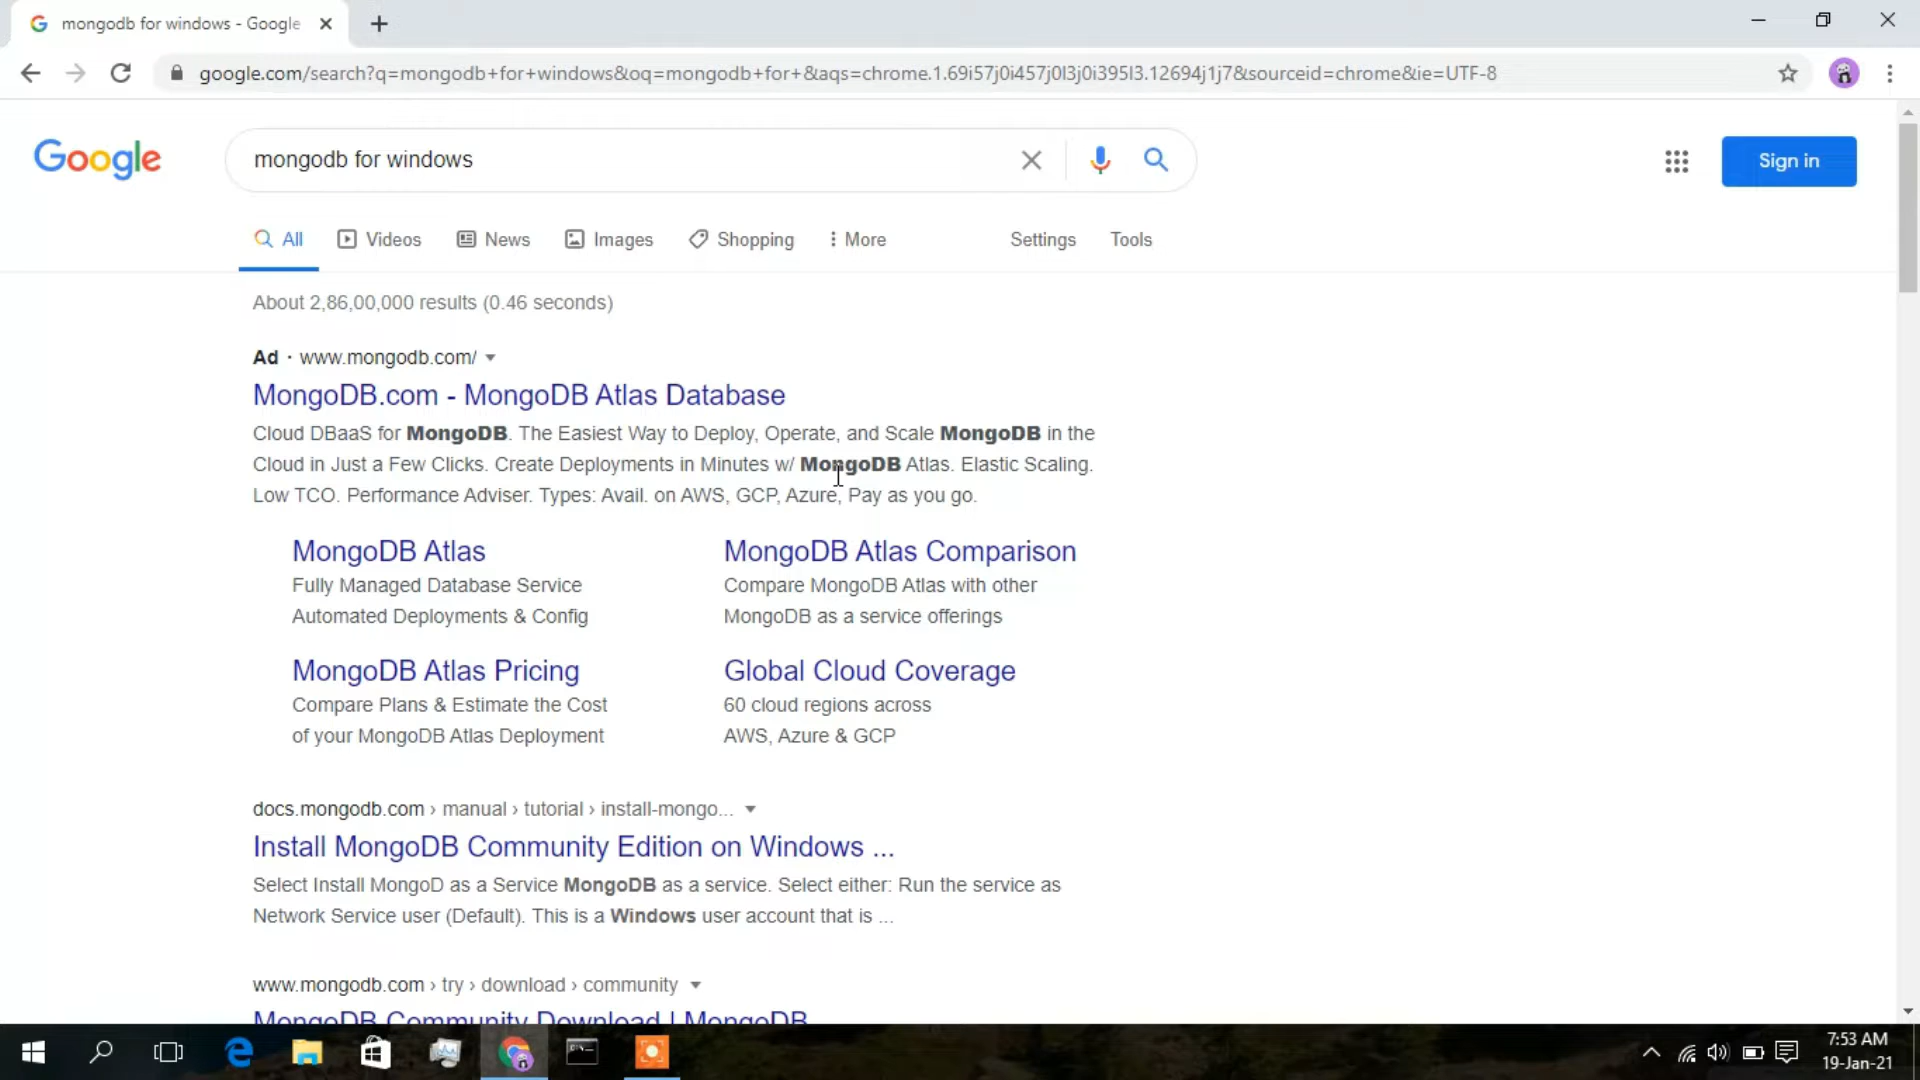 mongodb for windows - Google
google.com/search?q=mongodb+for+windows&oq=mongodb+for+&aqs=chrome.1.69i57j0i457j0l3j0i395l3.12694j1j7&sourceid=chrome&ie=UTF-8
Google
mongodb for windows
Sign in
All Videos News Images Shopping More Settings Tools
About 2,86,00,000 results (0.46 seconds)
Ad · www.mongodb.com/
MongoDB.com - MongoDB Atlas Database
Cloud DBaaS for MongoDB. The Easiest Way to Deploy, Operate, and Scale MongoDB in the
Cloud in Just a Few Clicks. Create Deployments in Minutes w/ MongoDB Atlas. Elastic Scaling.
Low TCO. Performance Adviser. Types: Avail. on AWS, GCP, Azure, Pay as you go.
MongoDB Atlas
Fully Managed Database Service
Automated Deployments & Config
MongoDB Atlas Comparison
Compare MongoDB Atlas with other
MongoDB as a service offerings
MongoDB Atlas Pricing
Compare Plans & Estimate the Cost
of your MongoDB Atlas Deployment
Global Cloud Coverage
60 cloud regions across
AWS, Azure & GCP
docs.mongodb.com › manual › tutorial › install-mongo...
Install MongoDB Community Edition on Windows ...
Select Install MongoD as a Service MongoDB as a service. Select either: Run the service as
Network Service user (Default). This is a Windows user account that is ...
www.mongodb.com › try › download › community
MongoDB Community Download | MongoDB
7:53 AM
19-Jan-21